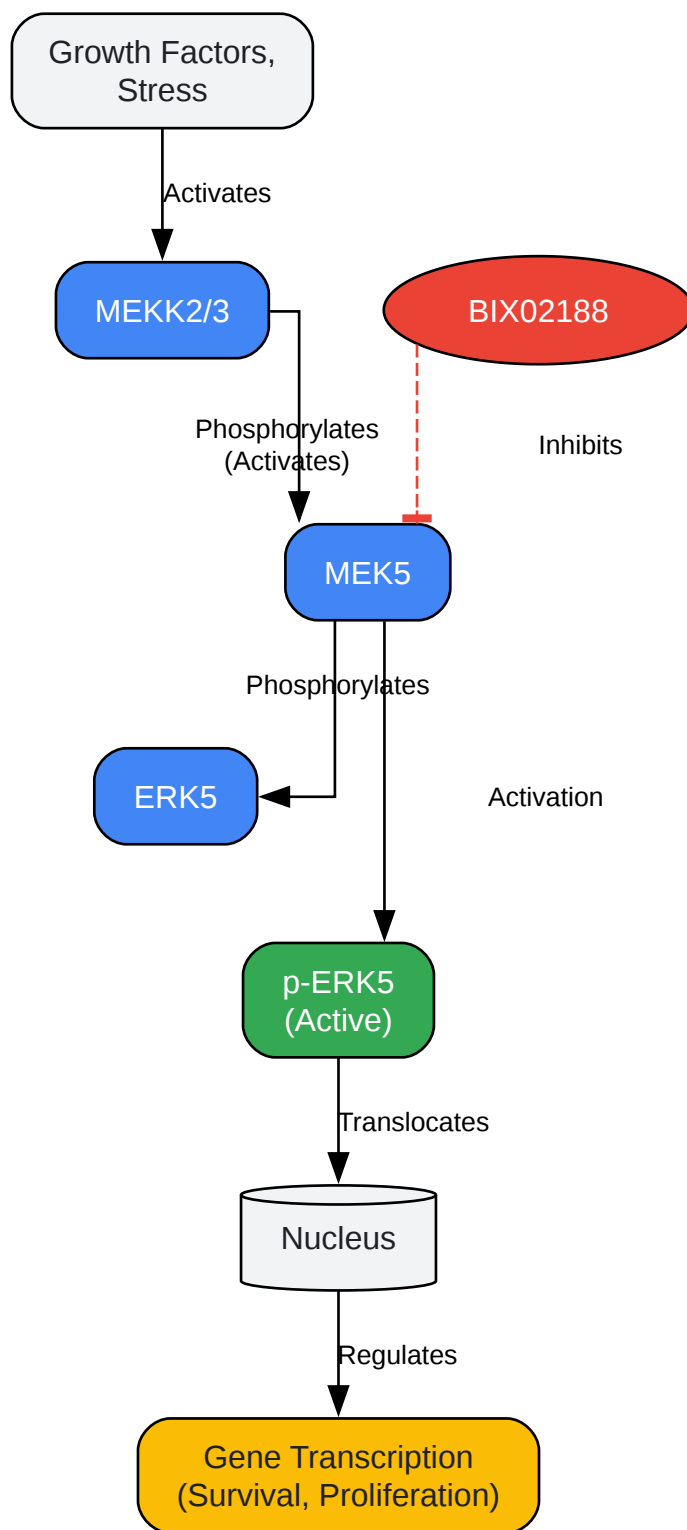 Growth Factors,
Stress
Activates
MEKK2/3
BIX02188
Phosphorylates
(Activates)
Inhibits
MEK5
Phosphorylates
ERK5
Activation
p-ERK5
(Active)
Translocates
Nucleus
Regulates
Gene Transcription
(Survival, Proliferation)